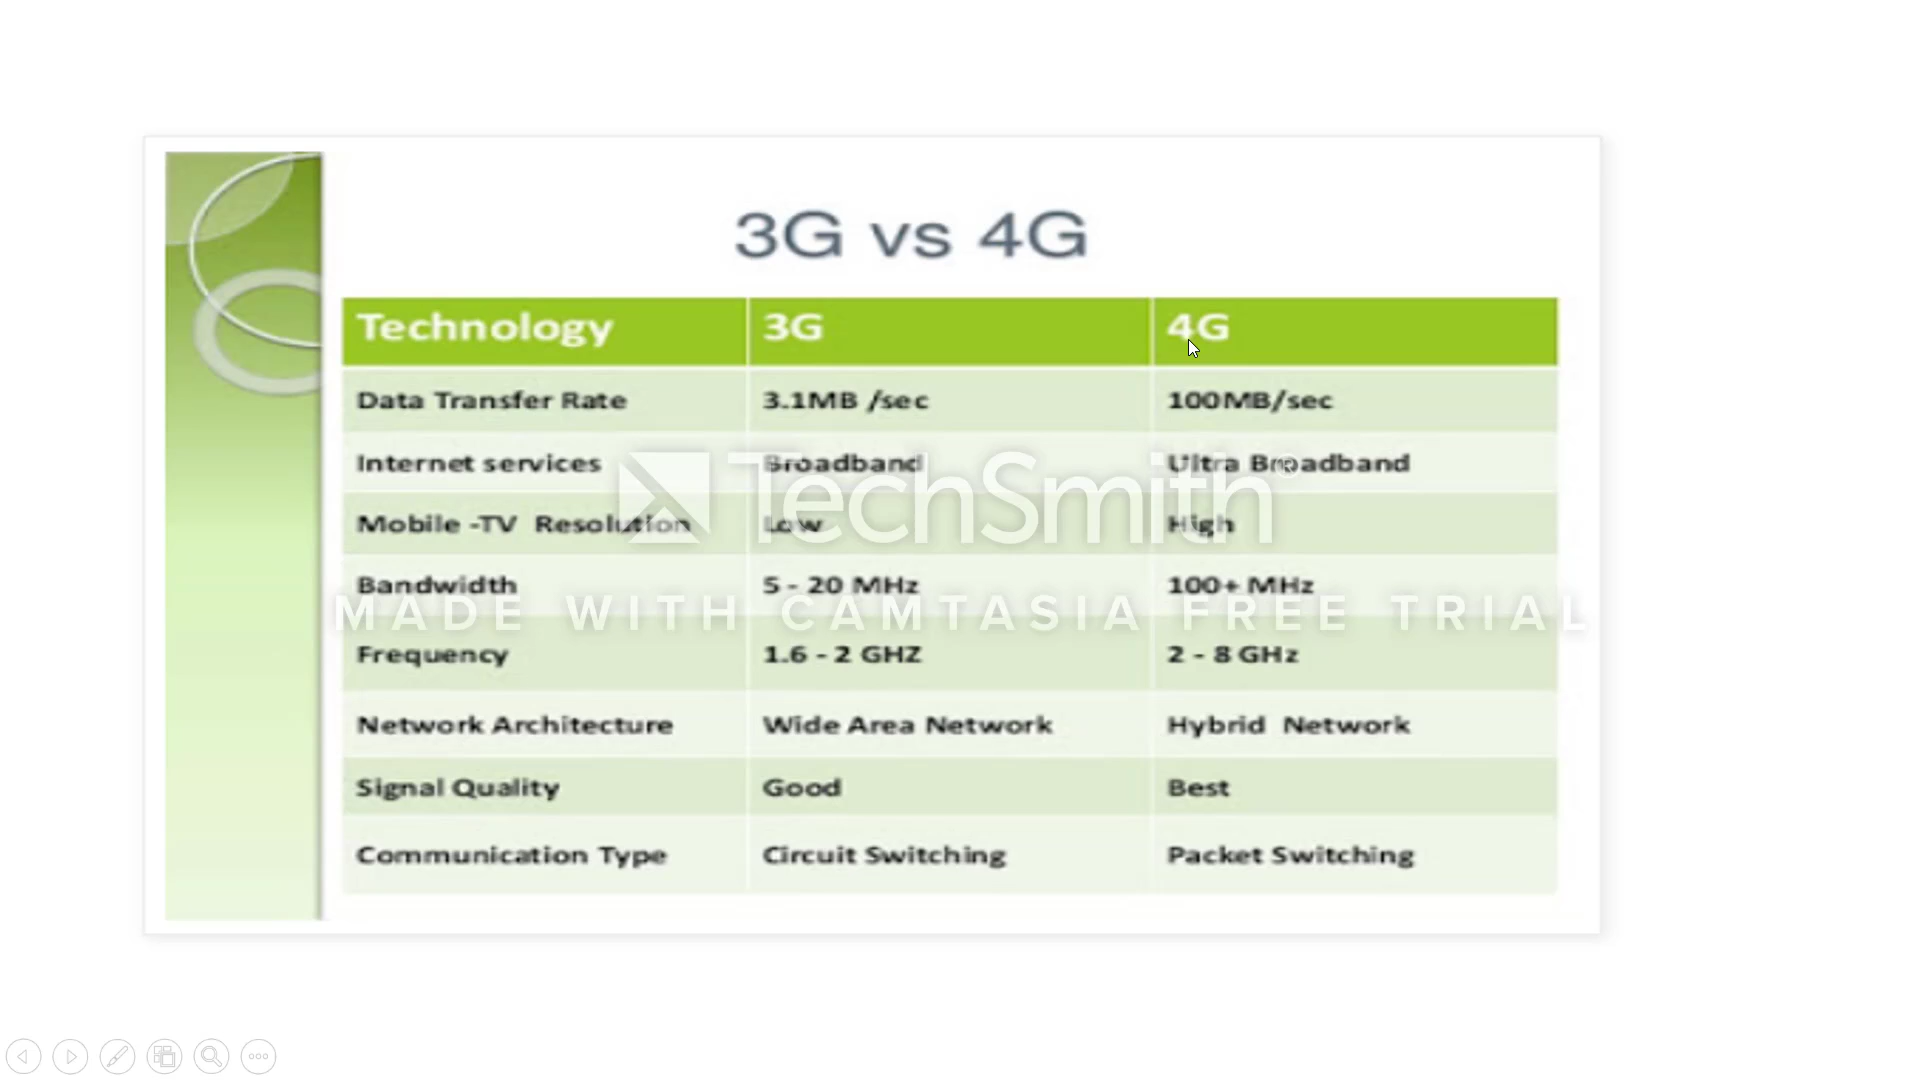 3G vs 4G
Technology 3G 4G
Data Transfer Rate 3.1MB /sec 100MB/sec
Internet services Broadband Ultra Broadband
Mobile -TV Resolution Low High
Bandwidth 5 - 20 MHz 100+ MHz
Frequency 1.6 - 2 GHZ 2 - 8 GHz
Network Architecture Wide Area Network Hybrid Network
Signal Quality Good Best
Communication Type Circuit Switching Packet Switching
TechSmith®
MADE WITH CAMTASIA FREE TRIAL